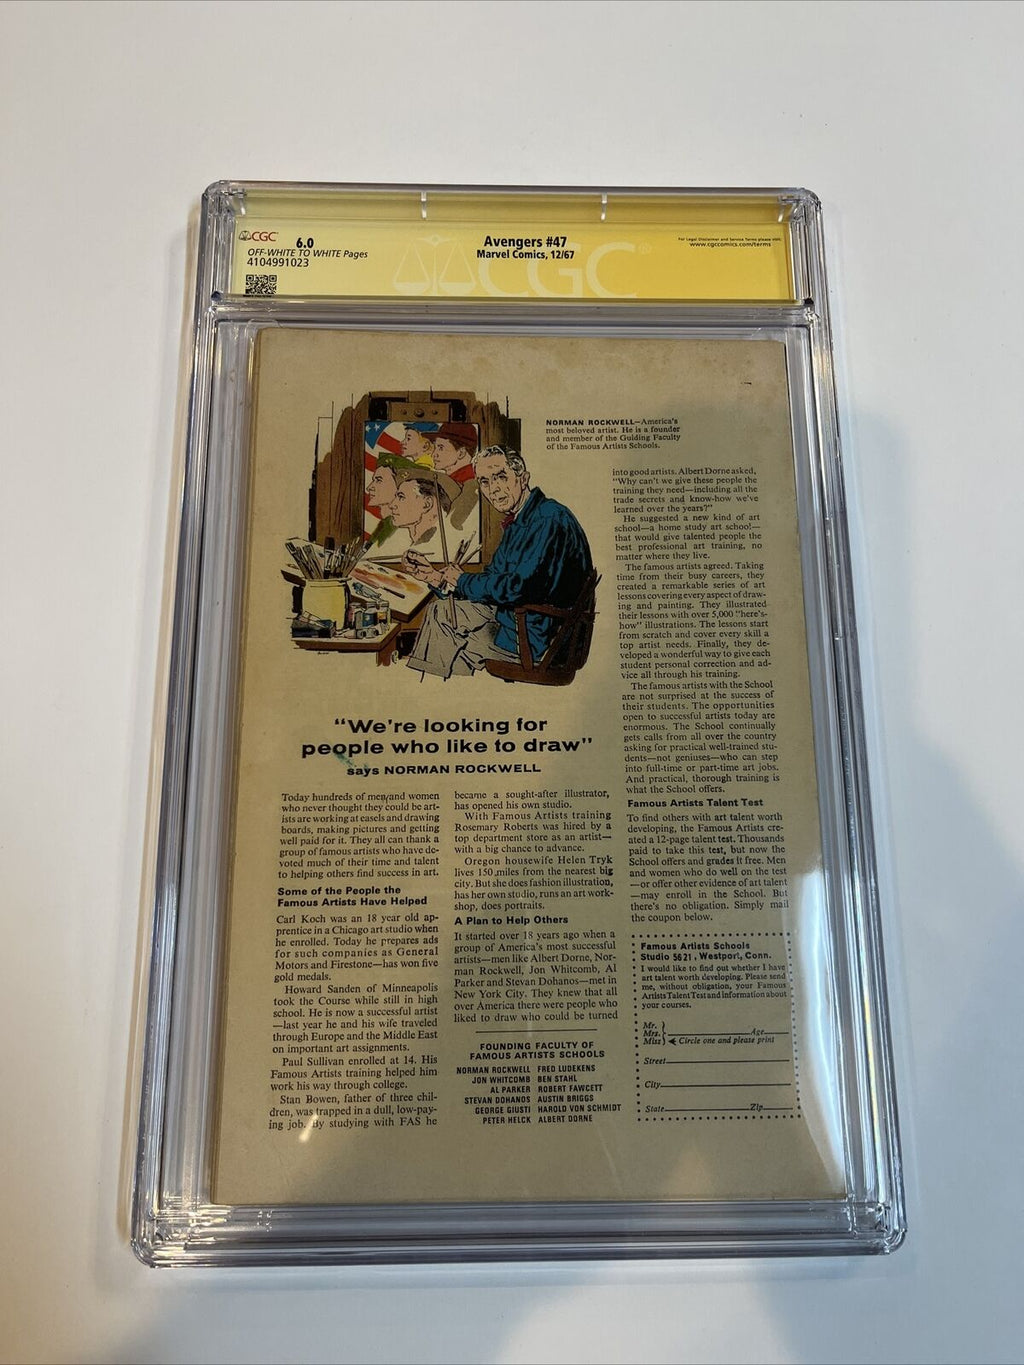 CGC
6.0
OFF-WHITE TO WHITE Pages
4104991023
Avengers #47
Marvel Comics, 12/67
For Legal Disclaimer and Service Terms please visit:
www.cgccomics.com/terms
CGC®
NORMAN ROCKWELL—America's
most beloved artist. He is a founder
and member of the Guiding Faculty
of the Famous Artists Schools.
"We're looking for
people who like to draw"
says NORMAN ROCKWELL
Today hundreds of men and women
who never thought they could be art-
ists are working at easels and drawing
boards, making pictures and getting
well paid for it. They all can thank a
group of famous artists who have de-
voted much of their time and talent
to helping others find success in art.
Some of the People the
Famous Artists Have Helped
Carl Koch was an 18 year old ap-
prentice in a Chicago art studio when
he enrolled. Today he prepares ads
for such companies as General
Motors and Firestone—has won five
gold medals.
Howard Sanden of Minneapolis
took the Course while still in high
school. He is now a successful artist
—last year he and his wife traveled
through Europe and the Middle East
on important art assignments.
Paul Sullivan enrolled at 14. His
Famous Artists training helped him
work his way through college.
Stan Bowen, father of three chil-
dren, was trapped in a dull, low-pay-
ing job. By studying with FAS he
became a sought-after illustrator,
has opened his own studio.
With Famous Artists training
Rosemary Roberts was hired by a
top department store as an artist—
with a big chance to advance.
Oregon housewife Helen Tryk
lives 150 miles from the nearest big
city. But she does fashion illustration,
has her own studio, runs an art work-
shop, does portraits.
A Plan to Help Others
It started over 18 years ago when a
group of America's most successful
artists—men like Albert Dorne, Nor-
man Rockwell, Jon Whitcomb, Al
Parker and Stevan Dohanos—met in
New York City. They knew that all
over America there were people who
liked to draw who could be turned
FOUNDING FACULTY OF
FAMOUS ARTISTS SCHOOLS
NORMAN ROCKWELL FRED LUDEKENS
JON WHITCOMB BEN STAHL
AL PARKER ROBERT FAWCETT
STEVAN DOHANOS AUSTIN BRIGGS
GEORGE GIUSTI HAROLD VON SCHMIDT
PETER HELCK ALBERT DORNE
into good artists. Albert Dorne asked,
"Why can't we give these people the
training they need—including all the
trade secrets and know-how we've
learned over the years?"
He suggested a new kind of art
school—a home study art school—
that would give talented people the
best professional art training, no
matter where they live.
The famous artists agreed. Taking
time from their busy careers, they
created a remarkable series of art
lessons covering every aspect of draw-
ing and painting. They illustrated
their lessons with over 5,000 "here's-
how" illustrations. The lessons start
from scratch and cover every skill a
top artist needs. Finally, they de-
veloped a wonderful way to give each
student personal correction and ad-
vice all through his training.
The famous artists with the School
are not surprised at the success of
their students. The opportunities
open to successful artists today are
enormous. The School continually
gets calls from all over the country
asking for practical well-trained stu-
dents—not geniuses—who can step
into full-time or part-time art jobs.
And practical, thorough training is
what the School offers.
Famous Artists Talent Test
To find others with art talent worth
developing, the Famous Artists cre-
ated a 12-page talent test. Thousands
paid to take this test, but now the
School offers and grades it free. Men
and women who do well on the test
—or offer other evidence of art talent
—may enroll in the School. But
there's no obligation. Simply mail
the coupon below.
Famous Artists Schools
Studio 5621, Westport, Conn.
I would like to find out whether I have
art talent worth developing. Please send
me, without obligation, your Famous
Artists Talent Test and information about
your courses.
Mr.
Mrs. Age
Miss Circle one and please print
Street
City
State Zip